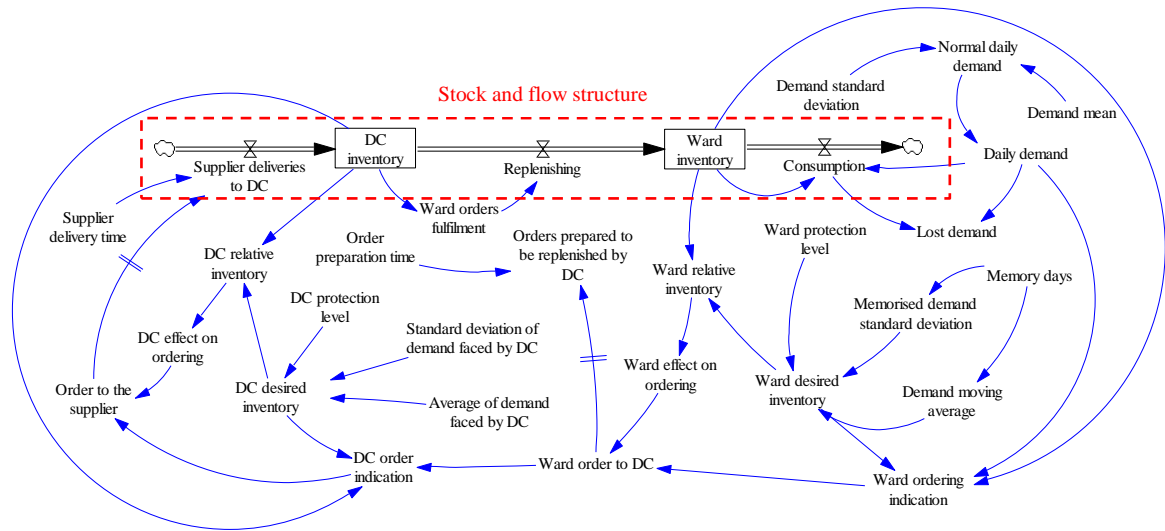 Normal daily
demand
Demand standard
deviation
Demand mean
Stock and flow structure
DC
inventory
Ward
inventory
Supplier deliveries
to DC
Replenishing
Consumption
Daily demand
Supplier
delivery time
Ward orders
fulfilment
Order
preparation time
Orders prepared to
be replenished by
DC
Ward protection
level
Lost demand
DC relative
inventory
Ward relative
inventory
Memory days
DC protection
level
Memorised demand
standard deviation
DC effect on
ordering
Standard deviation of
demand faced by DC
Ward effect on
ordering
Order to the
supplier
DC desired
inventory
Average of demand
faced by DC
Ward desired
inventory
Demand moving
average
DC order
indication
Ward order to DC
Ward ordering
indication